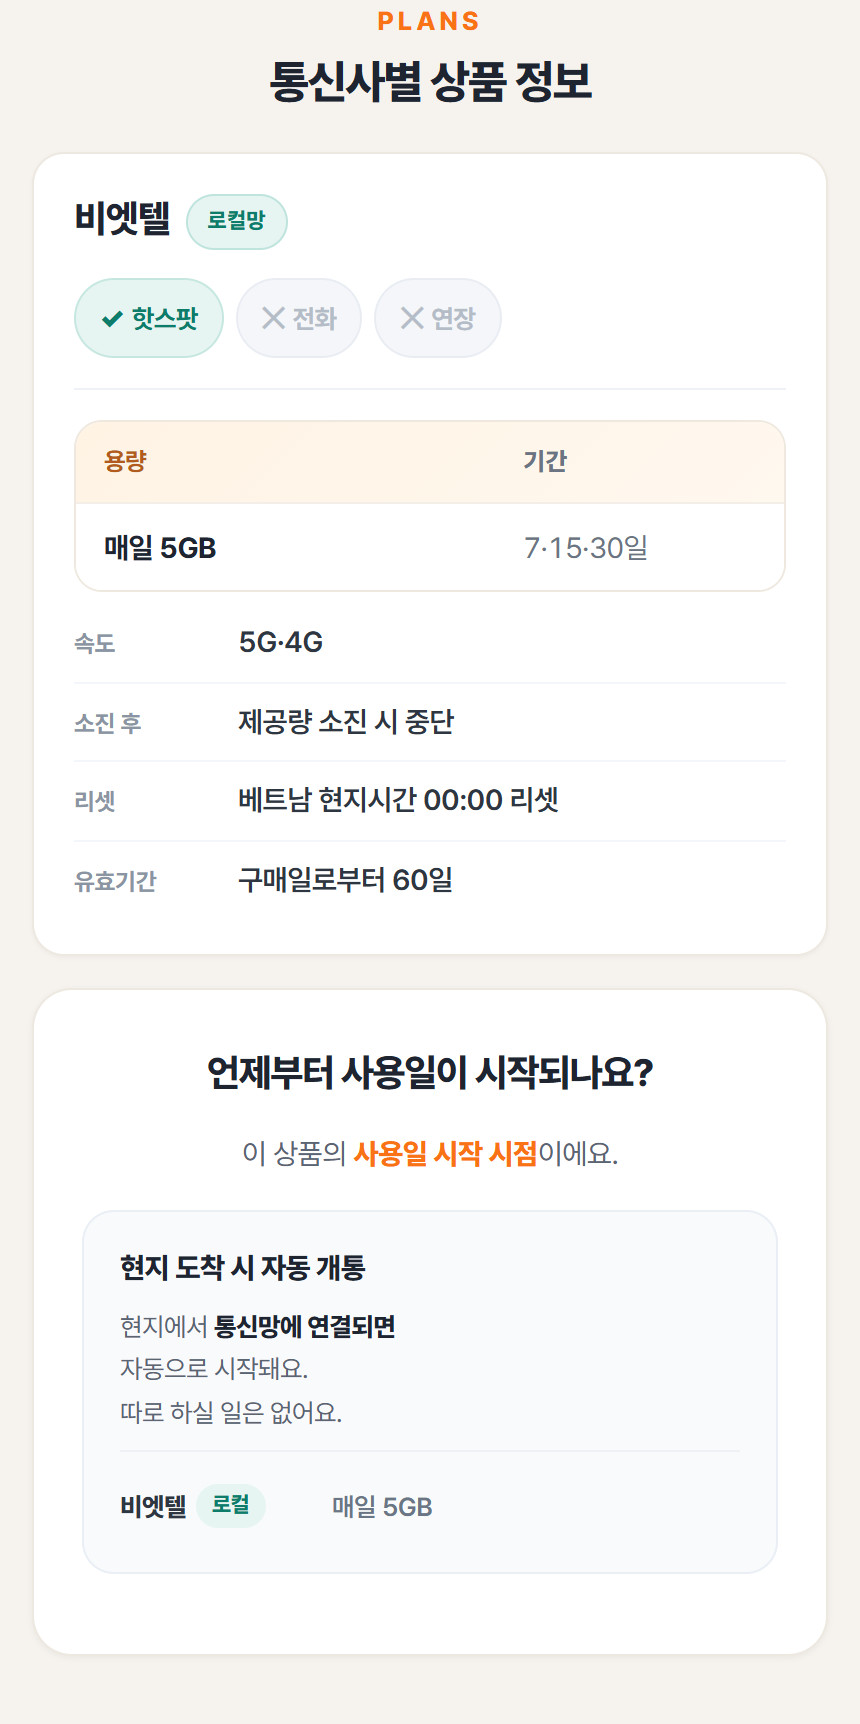 PLANS
통신사별 상품 정보
비엣텔 로컬망
✔ 핫스팟 ✕ 전화 ✕ 연장
용량 기간
매일 5GB 7·15·30일
속도 5G·4G
소진 후 제공량 소진 시 중단
리셋 베트남 현지시간 00:00 리셋
유효기간 구매일로부터 60일
언제부터 사용일이 시작되나요?
이 상품의 사용일 시작 시점이에요.
현지 도착 시 자동 개통
현지에서 통신망에 연결되면
자동으로 시작돼요.
따로 하실 일은 없어요.
비엣텔 로컬 매일 5GB